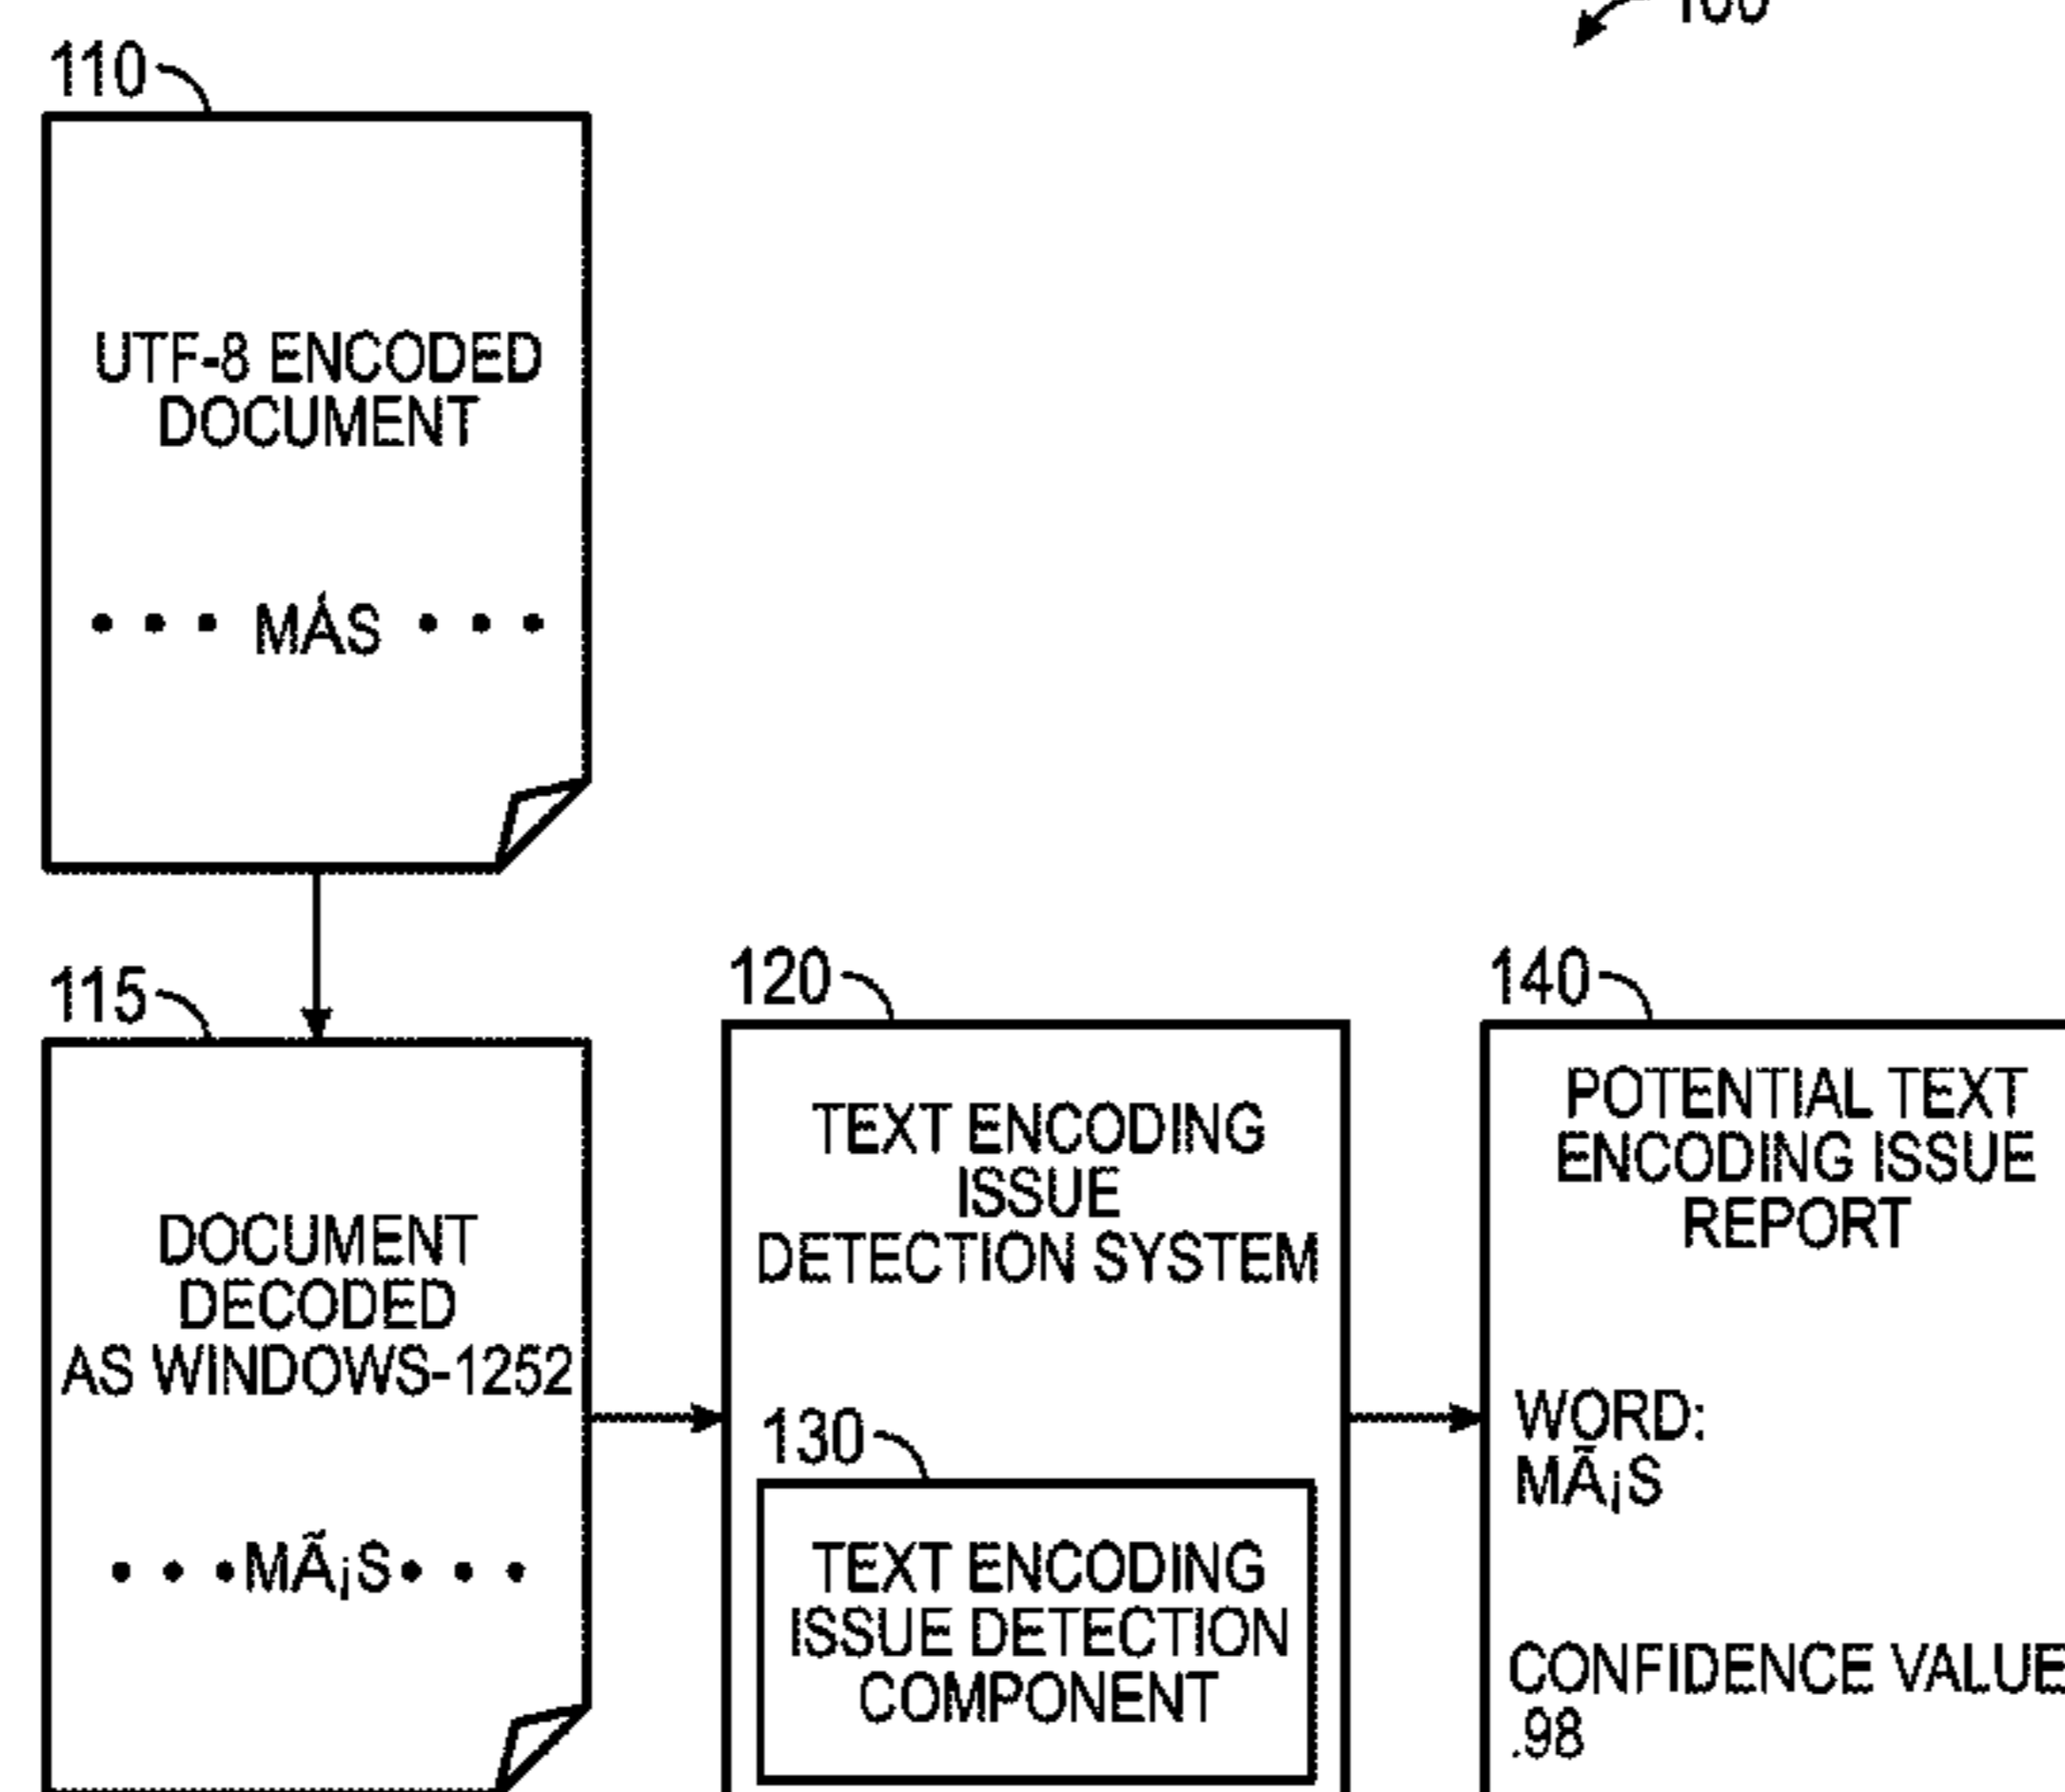 110
UTF-8 ENCODED
DOCUMENT
• • • MÁS • • •
115
DOCUMENT
DECODED
AS WINDOWS-1252
• • •MÃ¡S• • •
120
TEXT ENCODING
ISSUE
DETECTION SYSTEM
130
TEXT ENCODING
ISSUE DETECTION
COMPONENT
140
POTENTIAL TEXT
ENCODING ISSUE
REPORT
WORD:
MÃ¡S
CONFIDENCE VALUE
.98